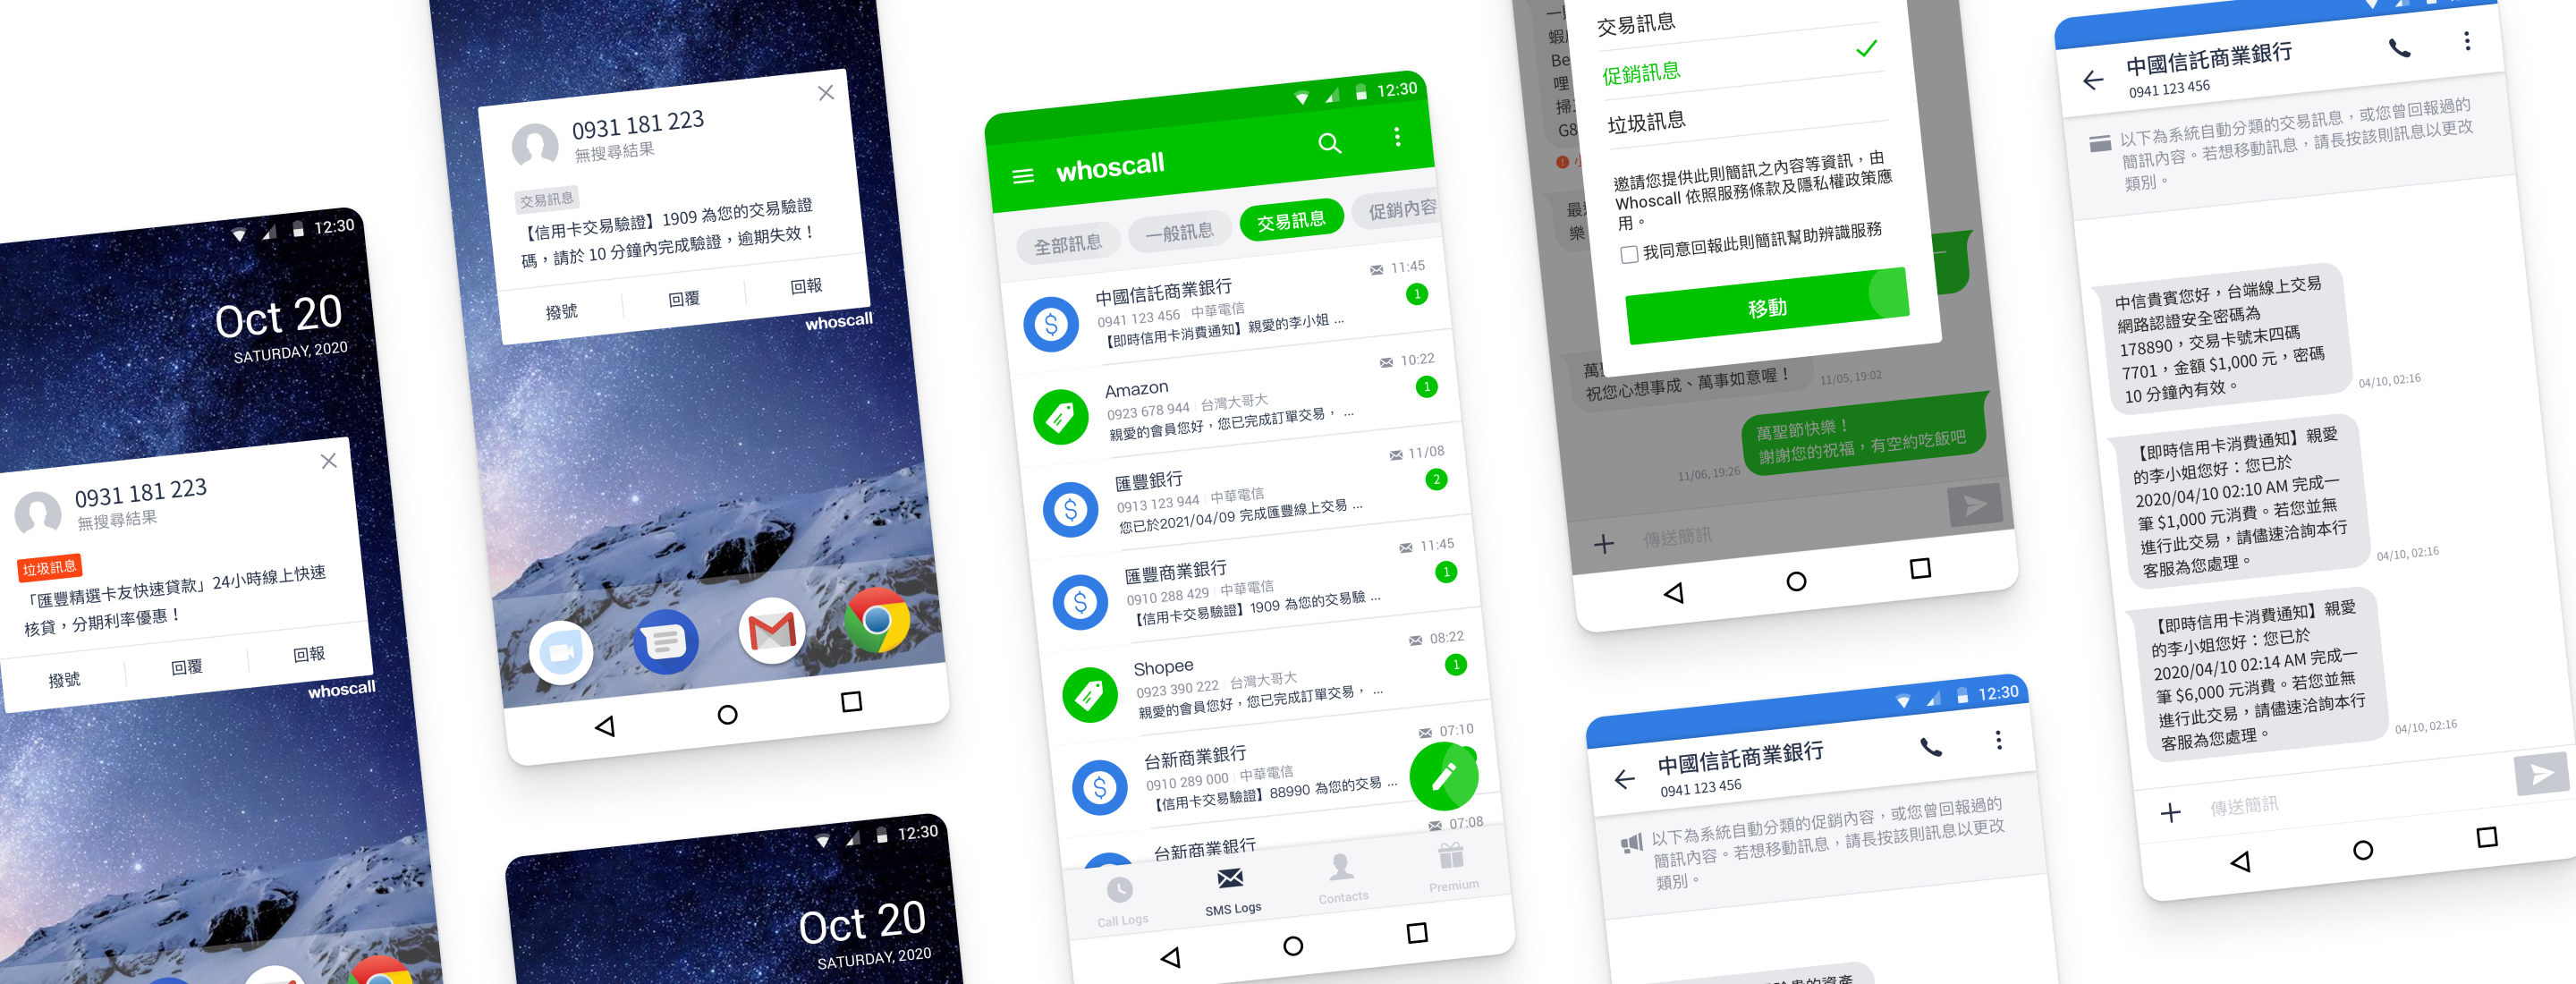 12:30
Oct 20
SATURDAY, 2020
0931 181 223
無搜尋結果
垃圾訊息
「匯豐精選卡友快速貸款」24小時線上快速
核貸，分期利率優惠！
撥號
回覆
回報
whoscall
0931 181 223
無搜尋結果
交易訊息
【信用卡交易驗證】1909 為您的交易驗證
碼，請於 10 分鐘內完成驗證，逾期失效！
撥號
回覆
回報
whoscall
12:30
Oct 20
SATURDAY, 2020
12:30
whoscall
全部訊息
一般訊息
交易訊息
促銷內容
中國信託商業銀行
11:45
0941 123 456 中華電信
1
【即時信用卡消費通知】親愛的李小姐 ...
Amazon
10:22
0923 678 944 台灣大哥大
1
親愛的會員您好，您已完成訂單交易， ...
匯豐銀行
11/08
0913 123 944 中華電信
2
您已於2021/04/09 完成匯豐線上交易 ...
匯豐商業銀行
11:45
0910 288 429 中華電信
1
【信用卡交易驗證】1909 為您的交易驗 ...
Shopee
08:22
0923 390 222 台灣大哥大
1
親愛的會員您好，您已完成訂單交易， ...
台新商業銀行
07:10
0910 289 000 中華電信
【信用卡交易驗證】88990 為您的交易 ...
台新商業銀行
07:08
Call Logs
SMS Logs
Contacts
Premium
交易訊息
促銷訊息
垃圾訊息
邀請您提供此則簡訊之內容等資訊，由
Whoscall 依照服務條款及隱私權政策應
用。
我同意回報此則簡訊幫助辨識服務
移動
Be
哩
G8
樂
祝您心想事成、萬事如意喔！
11/05, 19:02
萬聖節快樂！
謝謝您的祝福，有空約吃飯吧
11/06, 19:26
傳送簡訊
12:30
中國信託商業銀行
0941 123 456
以下為系統自動分類的促銷內容，或您曾回報過的
簡訊內容。若想移動訊息，請長按該則訊息以更改
類別。
中國信託商業銀行
0941 123 456
以下為系統自動分類的交易訊息，或您曾回報過的
簡訊內容。若想移動訊息，請長按該則訊息以更改
類別。
中信貴賓您好，台端線上交易
網路認證安全密碼為
178890，交易卡號末四碼
7701，金額 $1,000 元，密碼
10 分鐘內有效。
04/10, 02:16
【即時信用卡消費通知】親愛
的李小姐您好：您已於
2020/04/10 02:10 AM 完成一
筆 $1,000 元消費。若您並無
進行此交易，請儘速洽詢本行
客服為您處理。
04/10, 02:16
【即時信用卡消費通知】親愛
的李小姐您好：您已於
2020/04/10 02:14 AM 完成一
筆 $6,000 元消費。若您並無
進行此交易，請儘速洽詢本行
客服為您處理。
04/10, 02:16
傳送簡訊